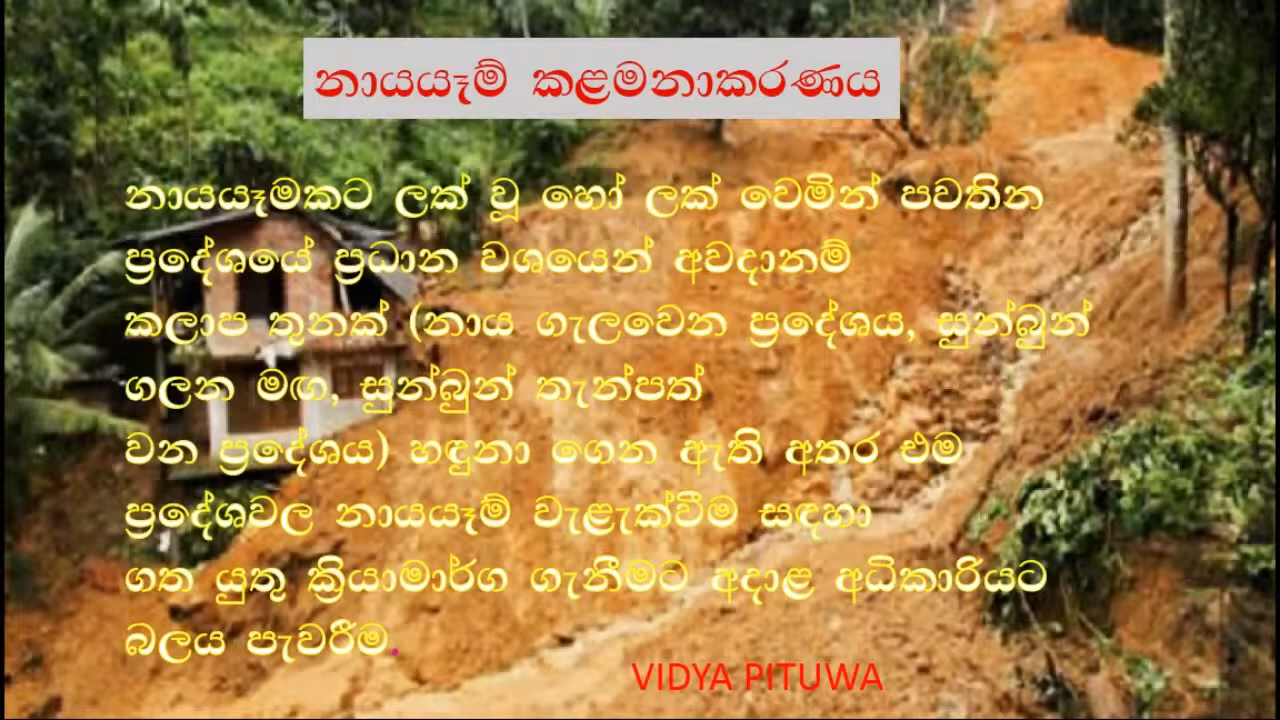 නායයෑම් කළමනාකරණය
නායයෑමකට ලක් වූ හෝ ලක් වෙමින් පවතින
ප්‍රදේශයේ ප්‍රධාන වශයෙන් අවදානම්
කලාප තුනක් (නාය ගැලවෙන ප්‍රදේශය, සුන්බුන්
ගලන මඟ, සුන්බුන් තැන්පත්
වන ප්‍රදේශය) හඳුනා ගෙන ඇති අතර එම
ප්‍රදේශවල නායයෑම් වැළැක්වීම සඳහා
ගත යුතු ක්‍රියාමාර්ග ගැනීමට අදාළ අධිකාරියට
බලය පැවරීම.
VIDYA PITUWA